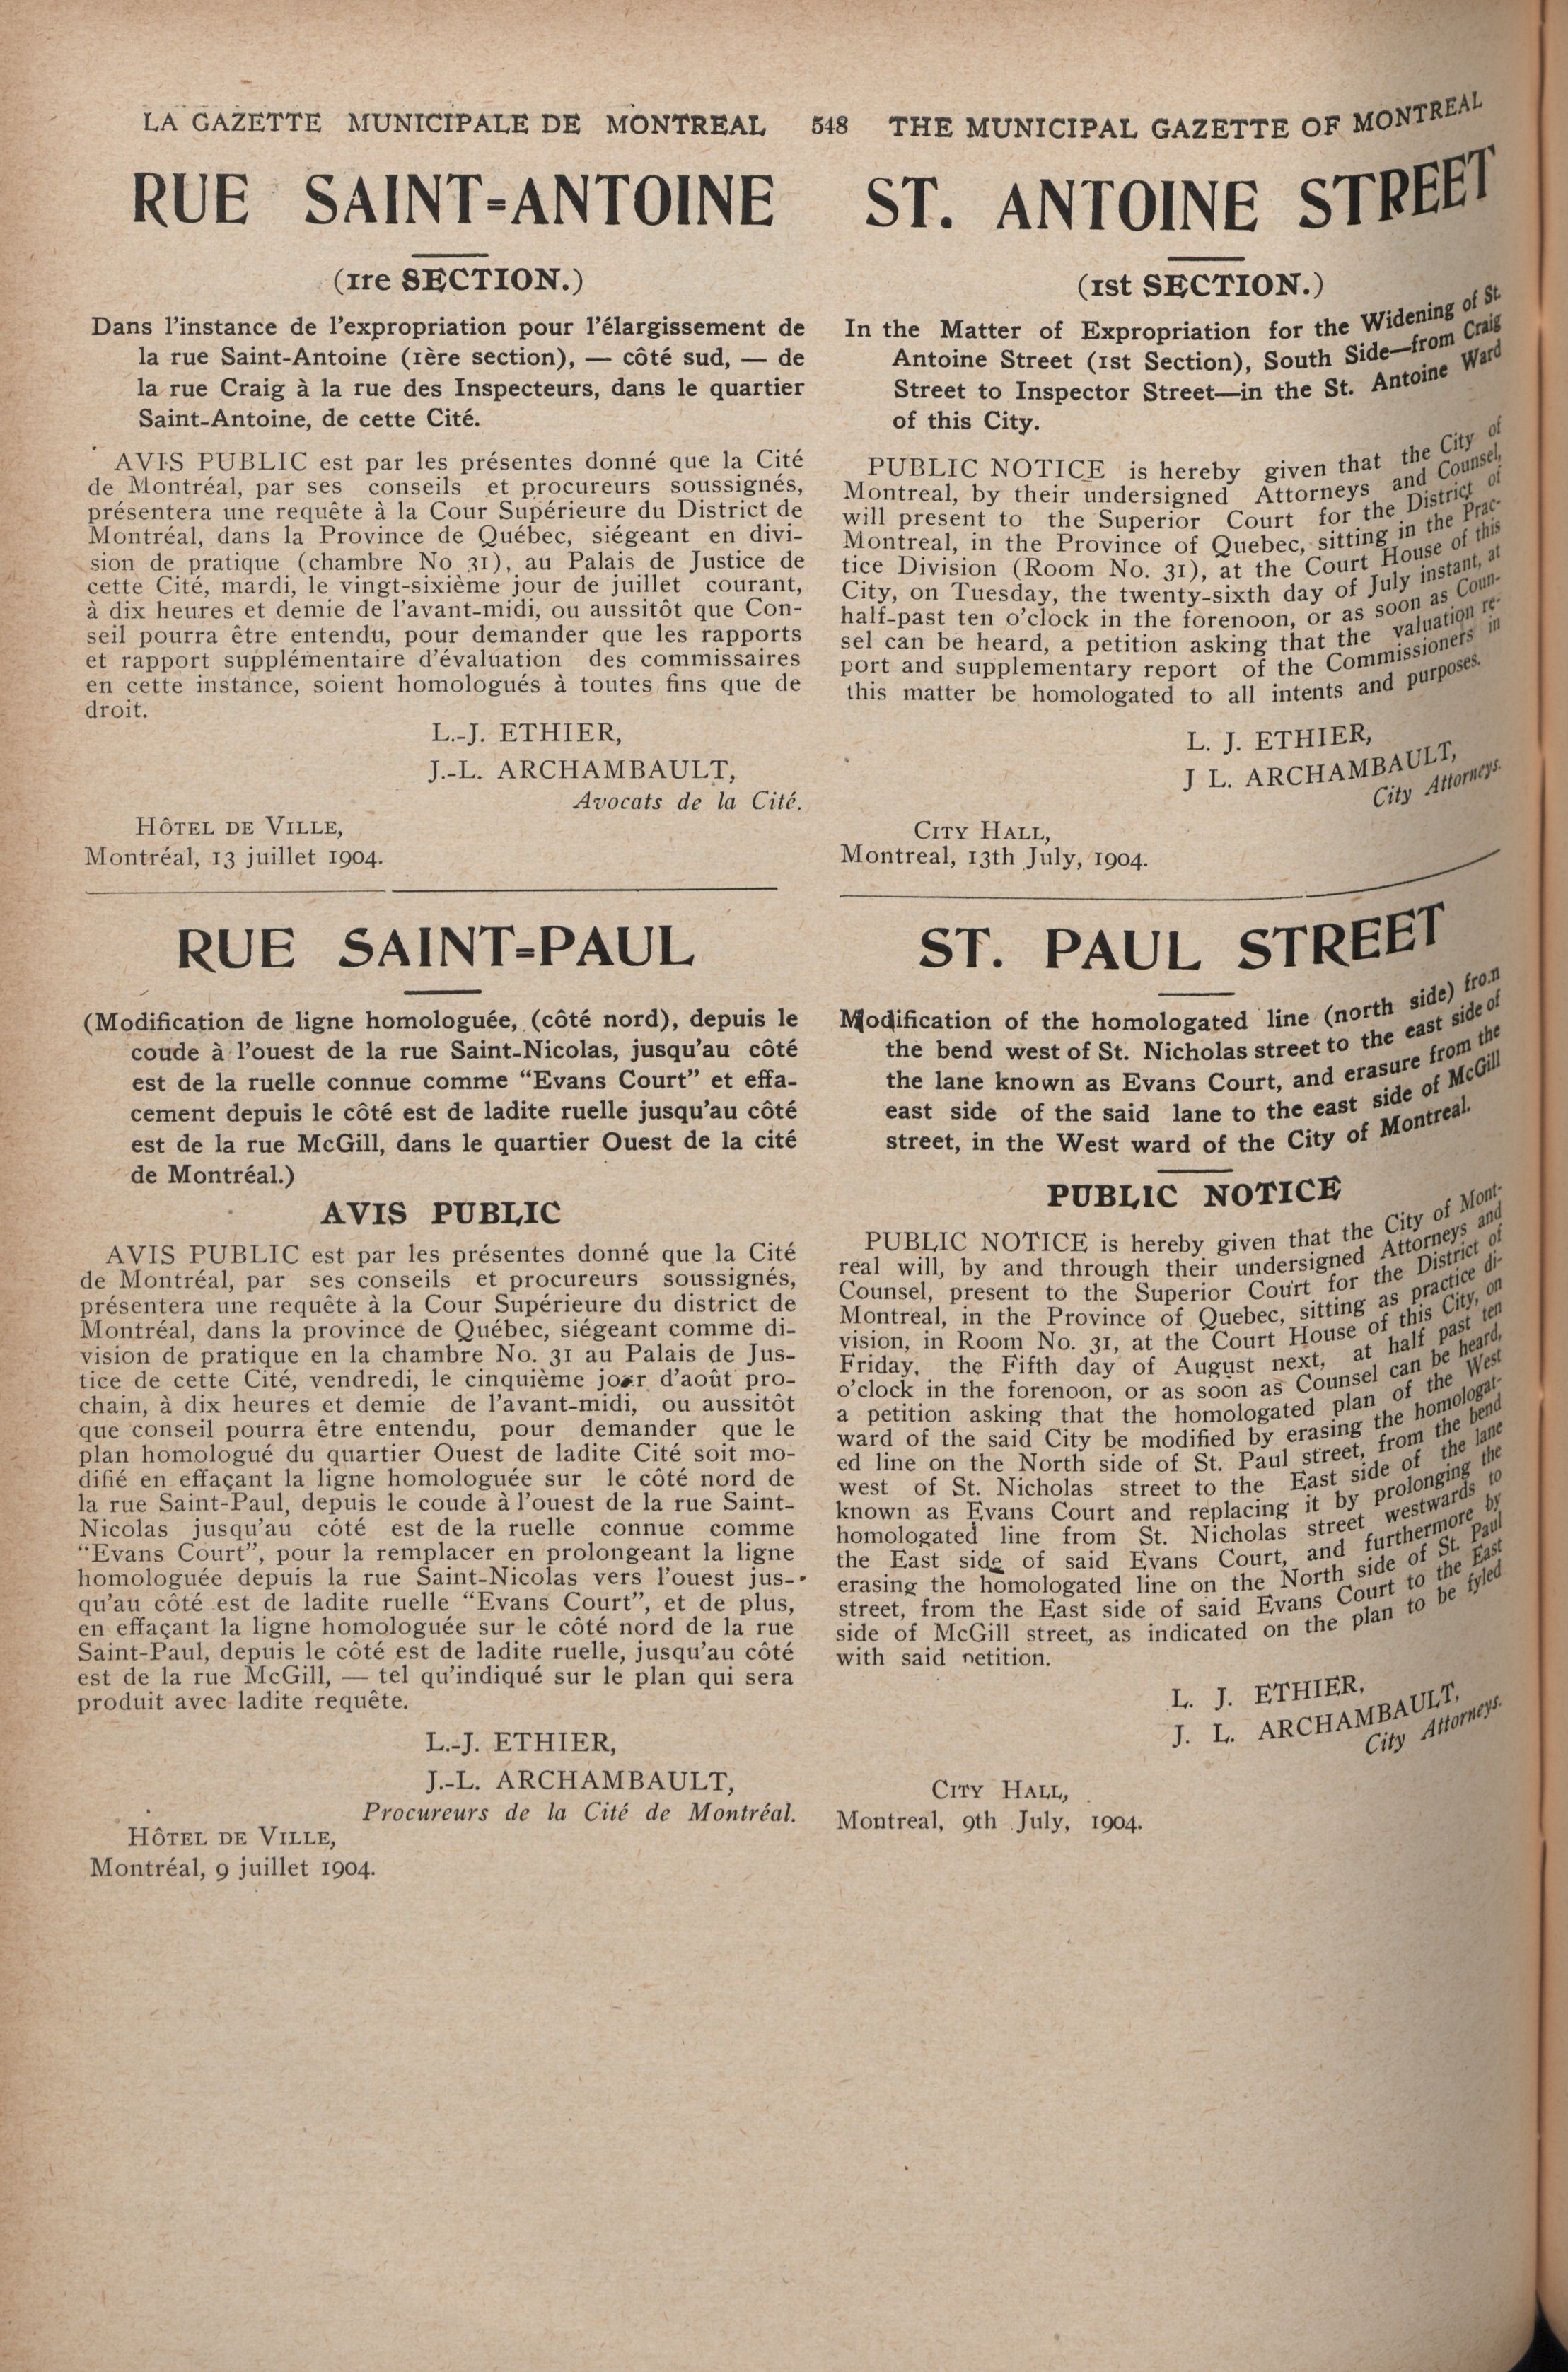 LA GAZETTE MUNICIPALE DE MONTREAL 548 THE MUNICIPAL GAZETTE OF MONTREAL
RUE SAINT-ANTOINE
(1re SECTION.)
Dans l'instance de l'expropriation pour l'élargissement de
la rue Saint-Antoine (1ère section), — côté sud, — de
la rue Craig à la rue des Inspecteurs, dans le quartier
Saint-Antoine, de cette Cité.
AVIS PUBLIC est par les présentes donné que la Cité
de Montréal, par ses conseils et procureurs soussignés,
présentera une requête à la Cour Supérieure du District de
Montréal, dans la Province de Québec, siégeant en divi-
sion de pratique (chambre No 31), au Palais de Justice de
cette Cité, mardi, le vingt-sixième jour de juillet courant,
à dix heures et demie de l'avant-midi, ou aussitôt que Con-
seil pourra être entendu, pour demander que les rapports
et rapport supplémentaire d'évaluation des commissaires
en cette instance, soient homologués à toutes fins que de
droit.
L.-J. ETHIER,
J.-L. ARCHAMBAULT,
Avocats de la Cité.
HÔTEL DE VILLE,
Montréal, 13 juillet 1904.
RUE SAINT-PAUL
(Modification de ligne homologuée, (côté nord), depuis le
coude à l'ouest de la rue Saint-Nicolas, jusqu'au côté
est de la ruelle connue comme "Evans Court" et effa-
cement depuis le côté est de ladite ruelle jusqu'au côté
est de la rue McGill, dans le quartier Ouest de la cité
de Montréal.)
AVIS PUBLIC
AVIS PUBLIC est par les présentes donné que la Cité
de Montréal, par ses conseils et procureurs soussignés,
présentera une requête à la Cour Supérieure du district de
Montréal, dans la province de Québec, siégeant comme di-
vision de pratique en la chambre No. 31 au Palais de Jus-
tice de cette Cité, vendredi, le cinquième jour d'août pro-
chain, à dix heures et demie de l'avant-midi, ou aussitôt
que conseil pourra être entendu, pour demander que le
plan homologué du quartier Ouest de ladite Cité soit mo-
difié en effaçant la ligne homologuée sur le côté nord de
la rue Saint-Paul, depuis le coude à l'ouest de la rue Saint-
Nicolas jusqu'au côté est de la ruelle connue comme
"Evans Court", pour la remplacer en prolongeant la ligne
homologuée depuis la rue Saint-Nicolas vers l'ouest jus-
qu'au côté est de ladite ruelle "Evans Court", et de plus,
en effaçant la ligne homologuée sur le côté nord de la rue
Saint-Paul, depuis le côté est de ladite ruelle, jusqu'au côté
est de la rue McGill, — tel qu'indiqué sur le plan qui sera
produit avec ladite requête.
L.-J. ETHIER,
J.-L. ARCHAMBAULT,
Procureurs de la Cité de Montréal.
HÔTEL DE VILLE,
Montréal, 9 juillet 1904.
ST. ANTOINE STREET
(1st SECTION.)
In the Matter of Expropriation for the Widening of St.
Antoine Street (1st Section), South Side—from Craig
Street to Inspector Street—in the St. Antoine Ward
of this City.
PUBLIC NOTICE is hereby given that the City of
Montreal, by their undersigned Attorneys and Counsel,
will present to the Superior Court for the District of
Montreal, in the Province of Quebec, sitting in the Prac-
tice Division (Room No. 31), at the Court House of this
City, on Tuesday, the twenty-sixth day of July instant, at
half-past ten o'clock in the forenoon, or as soon as Coun-
sel can be heard, a petition asking that the valuation re-
port and supplementary report of the Commissioners in
this matter be homologated to all intents and purposes.
L. J. ETHIER,
J L. ARCHAMBAULT,
City Attorneys.
CITY HALL,
Montreal, 13th July, 1904.
ST. PAUL STREET
Modification of the homologated line (north side) from
the bend west of St. Nicholas street to the east side of
the lane known as Evans Court, and erasure from the
east side of the said lane to the east side of McGill
street, in the West ward of the City of Montreal.
PUBLIC NOTICE
PUBLIC NOTICE is hereby given that the City of Mont-
real will, by and through their undersigned Attorneys and
Counsel, present to the Superior Court for the District of
Montreal, in the Province of Quebec, sitting as practice di-
vision, in Room No. 31, at the Court House of this City, on
Friday, the Fifth day of August next, at half past ten
o'clock in the forenoon, or as soon as Counsel can be heard,
a petition asking that the homologated plan of the West
ward of the said City be modified by erasing the homologat-
ed line on the North side of St. Paul street, from the bend
west of St. Nicholas street to the East side of the lane
known as Evans Court and replacing it by prolonging the
homologated line from St. Nicholas street westwards to
the East side of said Evans Court, and furthermore by
erasing the homologated line on the North side of St. Paul
street, from the East side of said Evans Court to the East
side of McGill street, as indicated on the plan to be fyled
with said petition.
L. J. ETHIER,
J. L. ARCHAMBAULT,
City Attorneys.
CITY HALL,
Montreal, 9th July, 1904.